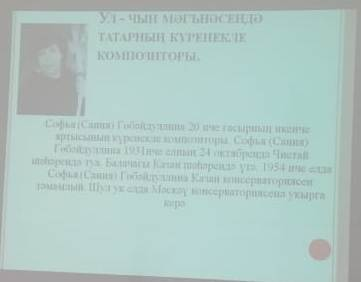 УЛ - ЧЫН МӘГЪНӘСЕНДӘ
ТАТАРНЫҢ КҮРЕНЕКЛЕ
КОМПОЗИТОРЫ.
Софья (Сания) Гобәйдуллина 20 нче гасырның икенче
яртысының күренекле композиторы. Софья (Сания)
Гобәйдуллина 1931нче елның 24 октябрендә Чистай
шәһәрендә туа. Балачагы Казан шәһәрендә үтә. 1954 нче елда
Софья(Сания) Гобәйдуллина Казан консерваториясен
тәмамлый. Шул ук елда Мәскәү консерваториясенә укырга
керә.